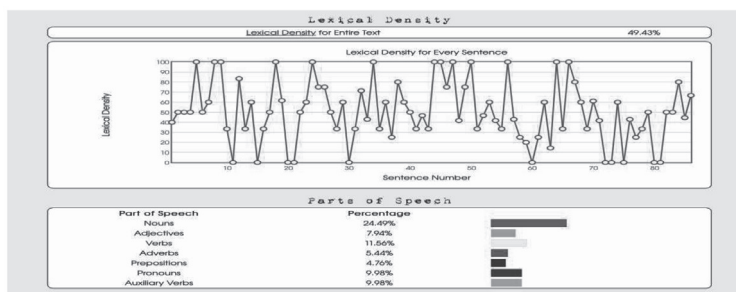 Lexical Density
Lexical Density for Entire Text 49.43%
Lexical Density for Every Sentence
100
90
80
70
60
50
40
30
20
10
0
Lexical Density
10 20 30 40 50 60 70 80
Sentence Number
Parts of Speech
Part of Speech Percentage
Nouns 24.49%
Adjectives 7.94%
Verbs 11.56%
Adverbs 5.44%
Prepositions 4.76%
Pronouns 9.98%
Auxiliary Verbs 9.98%